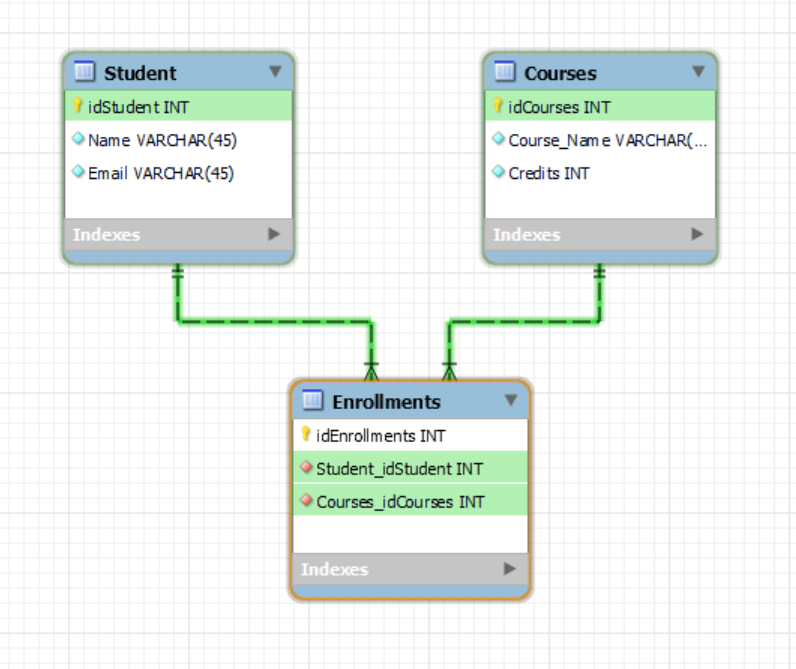 Student
idStudent INT
Name VARCHAR(45)
Email VARCHAR(45)
Indexes
Courses
idCourses INT
Course_Name VARCHAR(...
Credits INT
Indexes
Enrollments
idEnrollments INT
Student_idStudent INT
Courses_idCourses INT
Indexes